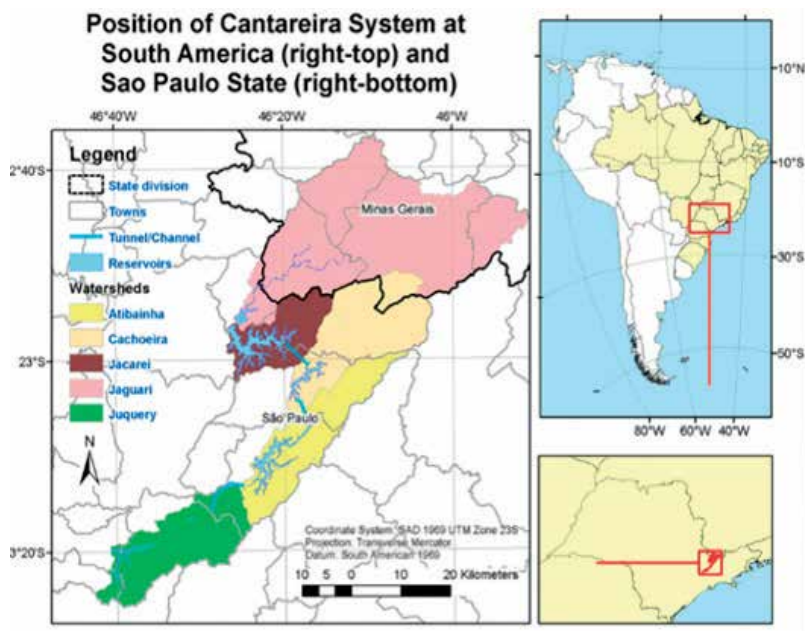 Position of Cantareira System at
South America (right-top) and
Sao Paulo State (right-bottom)
46°40'
46°20'
46°W
2°40'S
23°S
3°20'S
Legend
State division
Towns
Tunnel/Channel
Reservoirs
Watersheds
Atibainha
Cachoeira
Jacarei
Jaguari
Juquery
N
Minas Gerais
São Paulo
Coordinate System: SAD 1969 UTM Zone 23S
Projection: Transverse Mercator
Datum: South American 1969
10 5 0 10 20 Kilometers
10°N
10°S
30°S
50°S
80°W 60°W 40°W